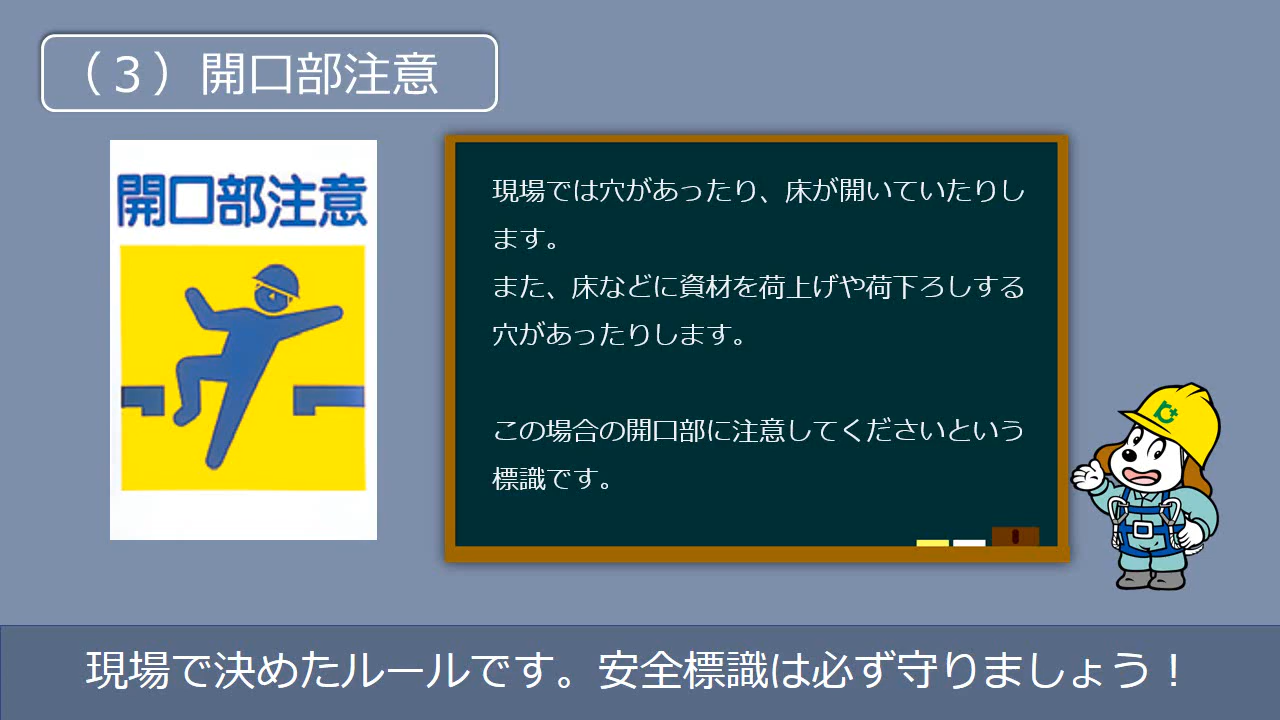 （３）開口部注意
開口部注意
現場では穴があったり、床が開いていたりし
ます。
また、床などに資材を荷上げや荷下ろしする
穴があったりします。
この場合の開口部に注意してくださいという
標識です。
現場で決めたルールです。安全標識は必ず守りましょう！